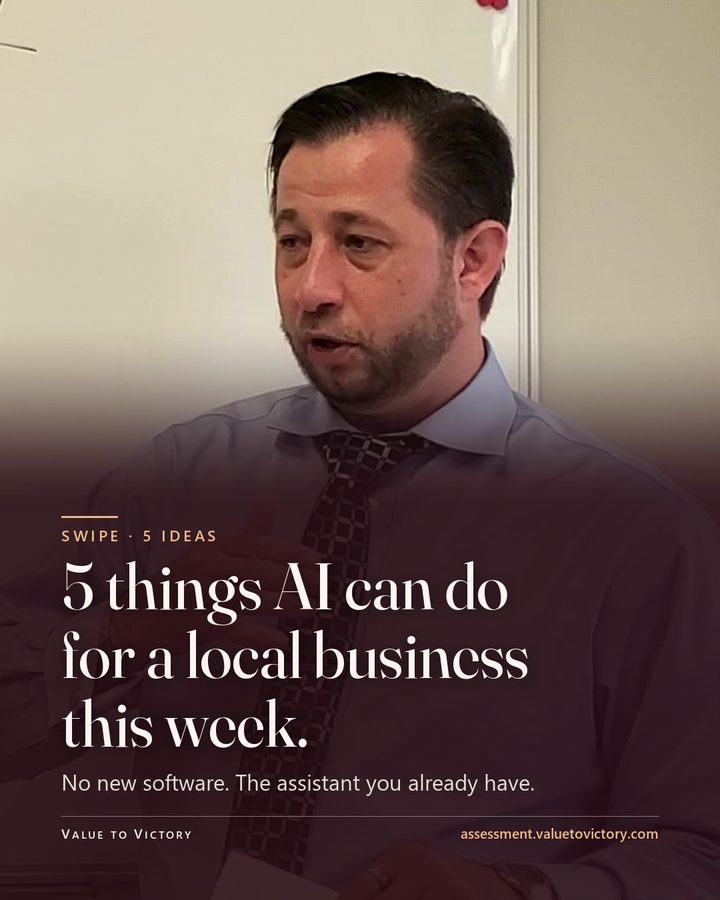 SWIPE · 5 IDEAS
5 things AI can do
for a local business
this week.
No new software. The assistant you already have.
VALUE TO VICTORY
assessment.valuetovictory.com